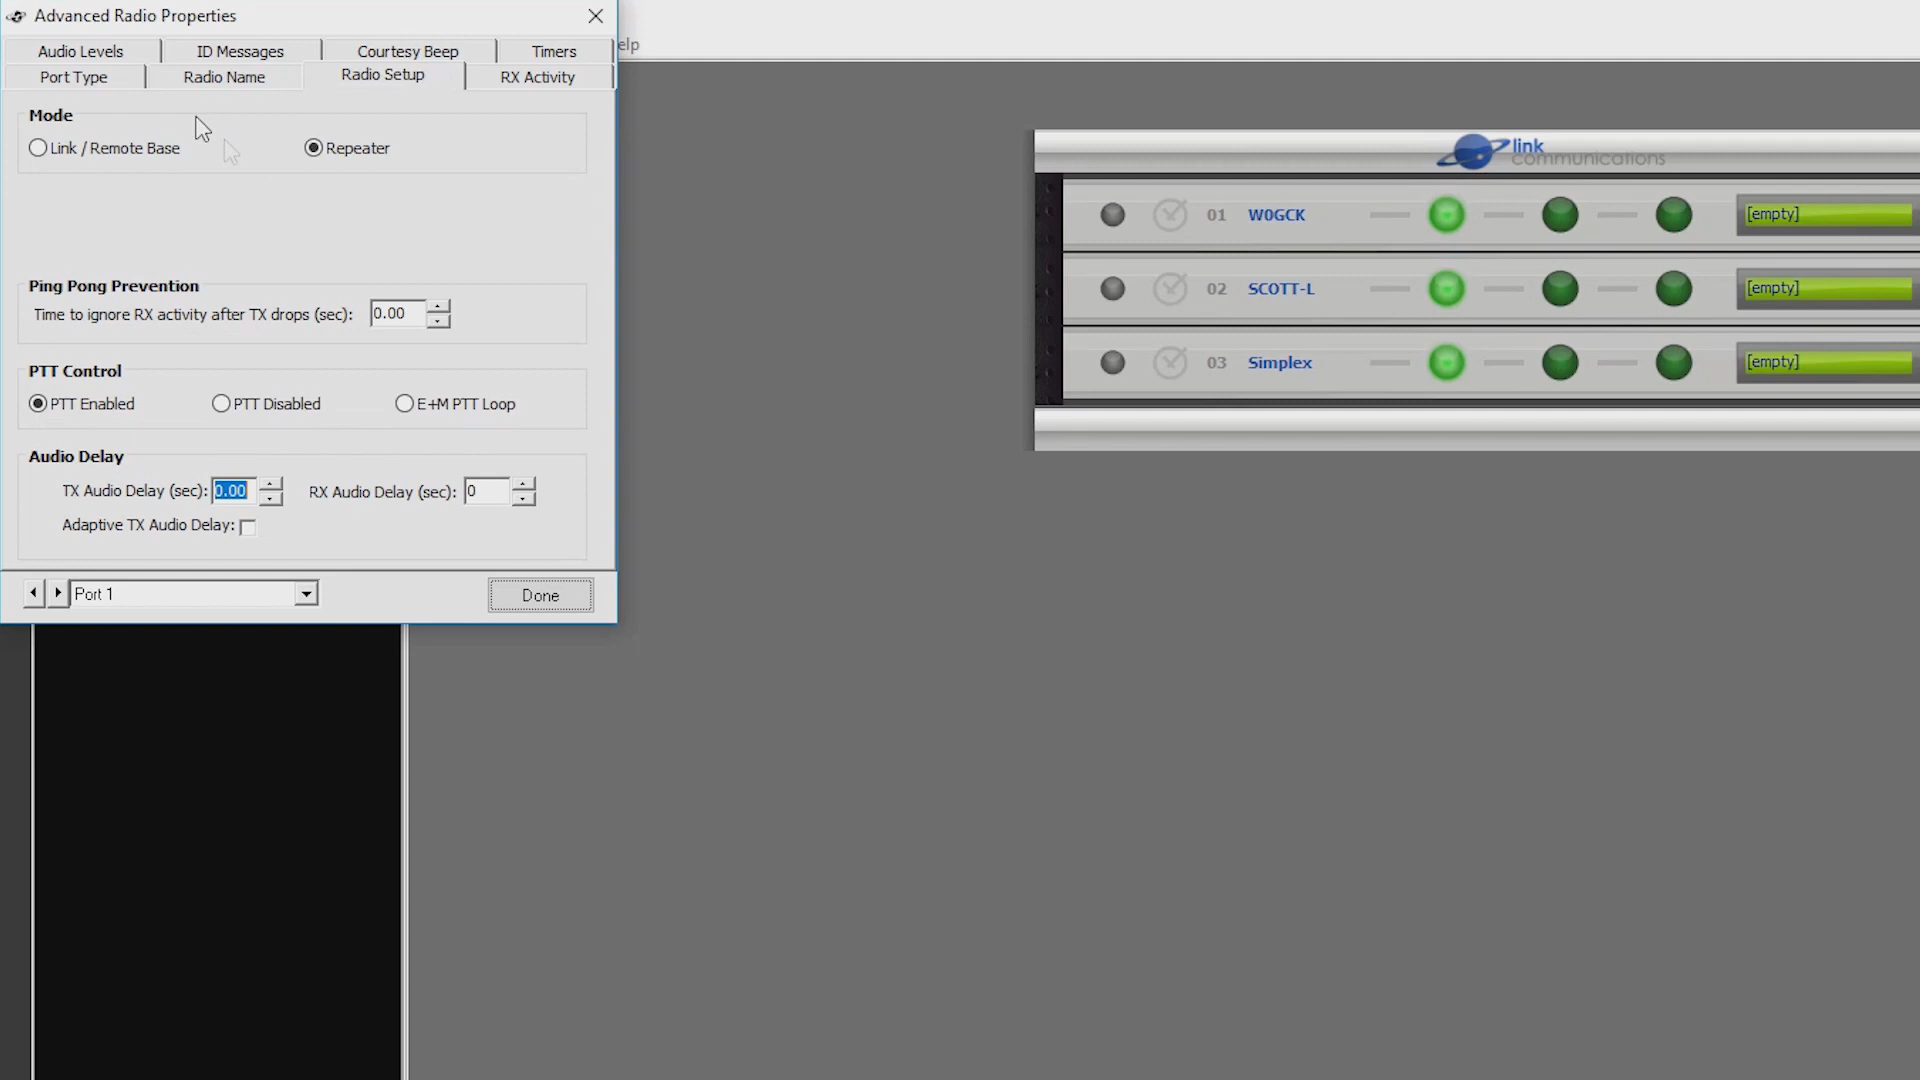 Advanced Radio Properties
Audio Levels ID Messages Courtesy Beep Timers
elp
Port Type Radio Name Radio Setup RX Activity
Mode
Link / Remote Base Repeater
Ping Pong Prevention
Time to ignore RX activity after TX drops (sec): 0.00
PTT Control
PTT Enabled PTT Disabled E+M PTT Loop
Audio Delay
TX Audio Delay (sec): 0.00 RX Audio Delay (sec): 0
Adaptive TX Audio Delay:
Port 1 Done
link
communications
01 W0GCK [empty]
02 SCOTT-L [empty]
03 Simplex [empty]